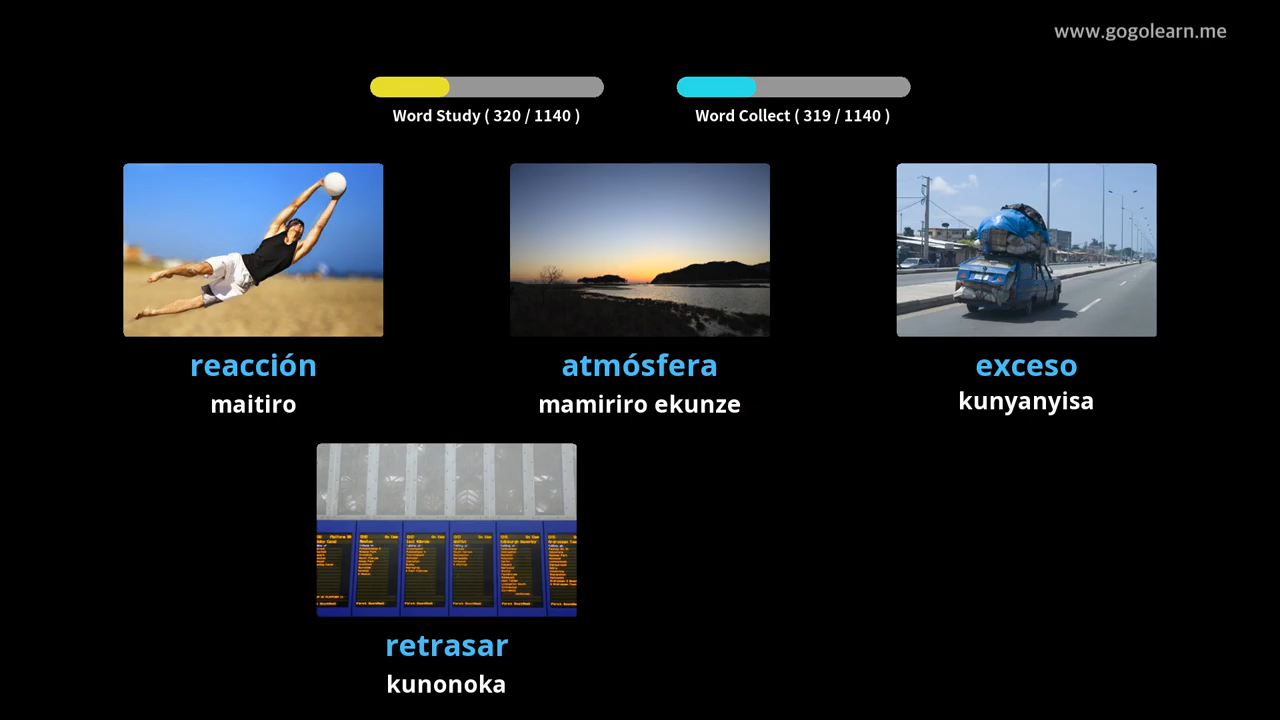 www.gogolearn.me
Word Study ( 320 / 1140 )
Word Collect ( 319 / 1140 )
reacción
maitiro
atmósfera
mamiriro ekunze
exceso
kunyanyisa
retrasar
kunonoka